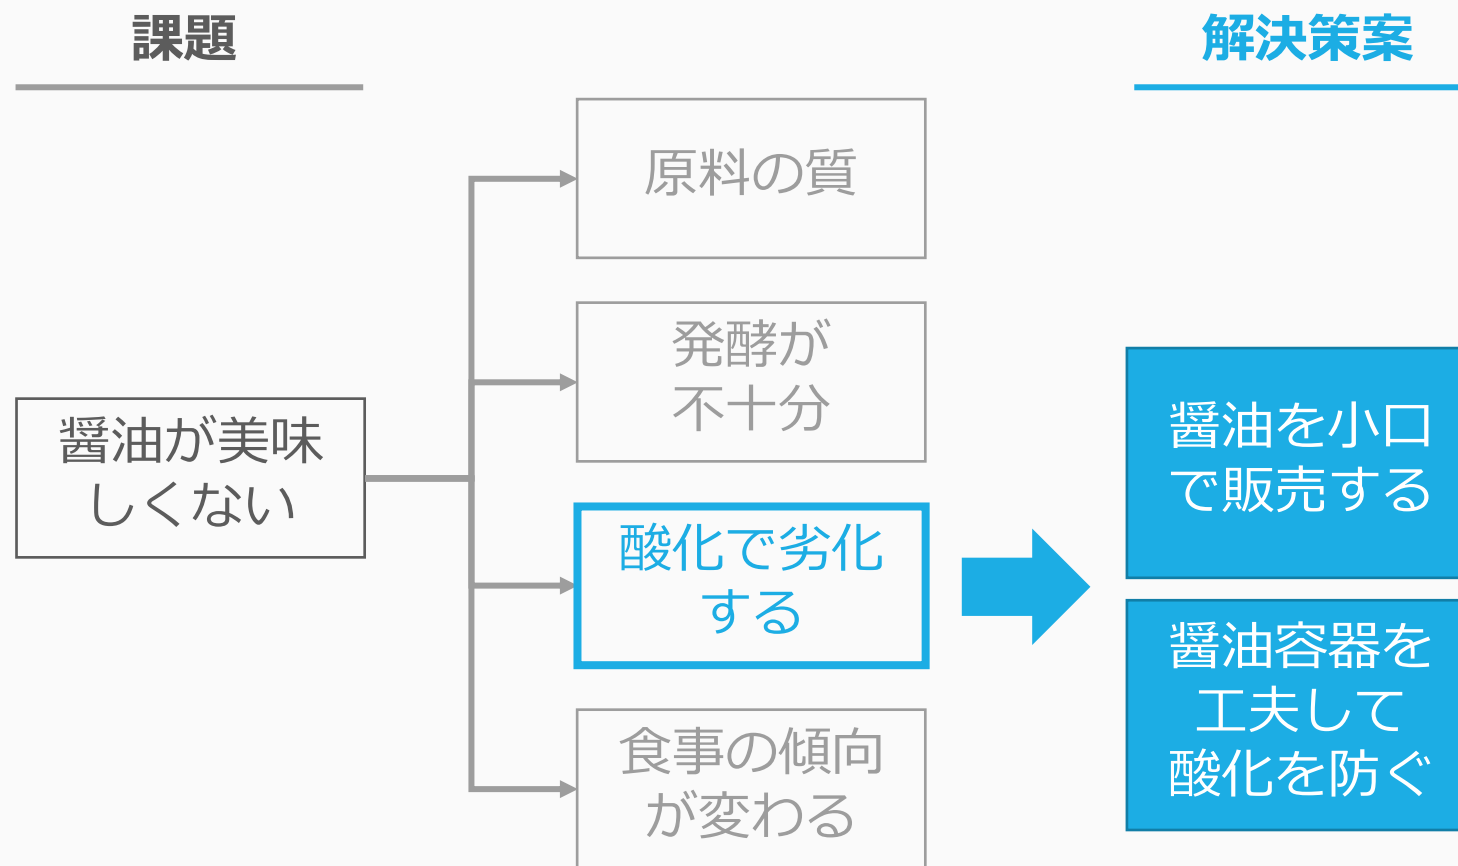 課題
解決策案
原料の質
発酵が
不十分
醤油が美味
しくない
酸化で劣化
する
食事の傾向
が変わる
醤油を小口
で販売する
醤油容器を
工夫して
酸化を防ぐ